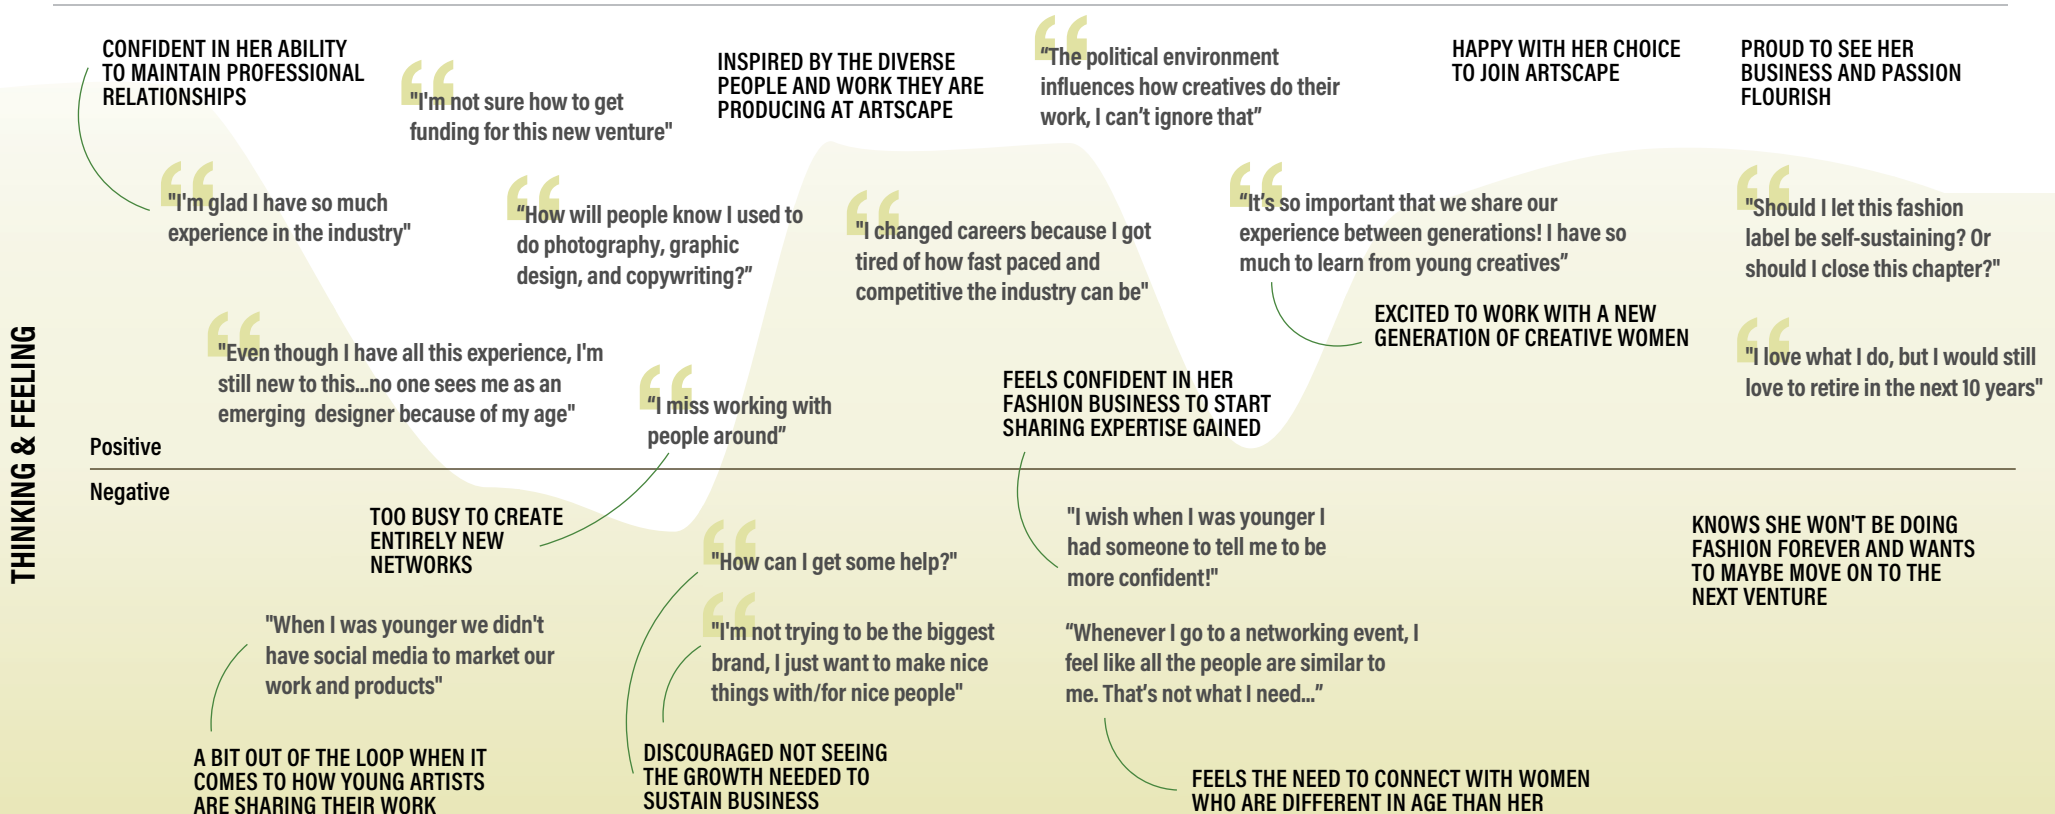 CONFIDENT IN HER ABILITY
TO MAINTAIN PROFESSIONAL
RELATIONSHIPS
"I'm not sure how to get
funding for this new venture"
INSPIRED BY THE DIVERSE
PEOPLE AND WORK THEY ARE
PRODUCING AT ARTSCAPE
“The political environment
influences how creatives do their
work, I can’t ignore that”
HAPPY WITH HER CHOICE
TO JOIN ARTSCAPE
PROUD TO SEE HER
BUSINESS AND PASSION
FLOURISH
"I'm glad I have so much
experience in the industry"
“How will people know I used to
do photography, graphic
design, and copywriting?”
"I changed careers because I got
tired of how fast paced and
competitive the industry can be"
“It’s so important that we share our
experience between generations! I have so
much to learn from young creatives”
"Should I let this fashion
label be self-sustaining? Or
should I close this chapter?"
EXCITED TO WORK WITH A NEW
GENERATION OF CREATIVE WOMEN
"Even though I have all this experience, I'm
still new to this...no one sees me as an
emerging designer because of my age"
“I miss working with
people around”
FEELS CONFIDENT IN HER
FASHION BUSINESS TO START
SHARING EXPERTISE GAINED
"I love what I do, but I would still
love to retire in the next 10 years"
THINKING & FEELING
Positive
Negative
TOO BUSY TO CREATE
ENTIRELY NEW
NETWORKS
"How can I get some help?"
"I wish when I was younger I
had someone to tell me to be
more confident!"
KNOWS SHE WON'T BE DOING
FASHION FOREVER AND WANTS
TO MAYBE MOVE ON TO THE
NEXT VENTURE
"When I was younger we didn't
have social media to market our
work and products"
"I'm not trying to be the biggest
brand, I just want to make nice
things with/for nice people"
“Whenever I go to a networking event, I
feel like all the people are similar to
me. That’s not what I need...”
A BIT OUT OF THE LOOP WHEN IT
COMES TO HOW YOUNG ARTISTS
ARE SHARING THEIR WORK
DISCOURAGED NOT SEEING
THE GROWTH NEEDED TO
SUSTAIN BUSINESS
FEELS THE NEED TO CONNECT WITH WOMEN
WHO ARE DIFFERENT IN AGE THAN HER